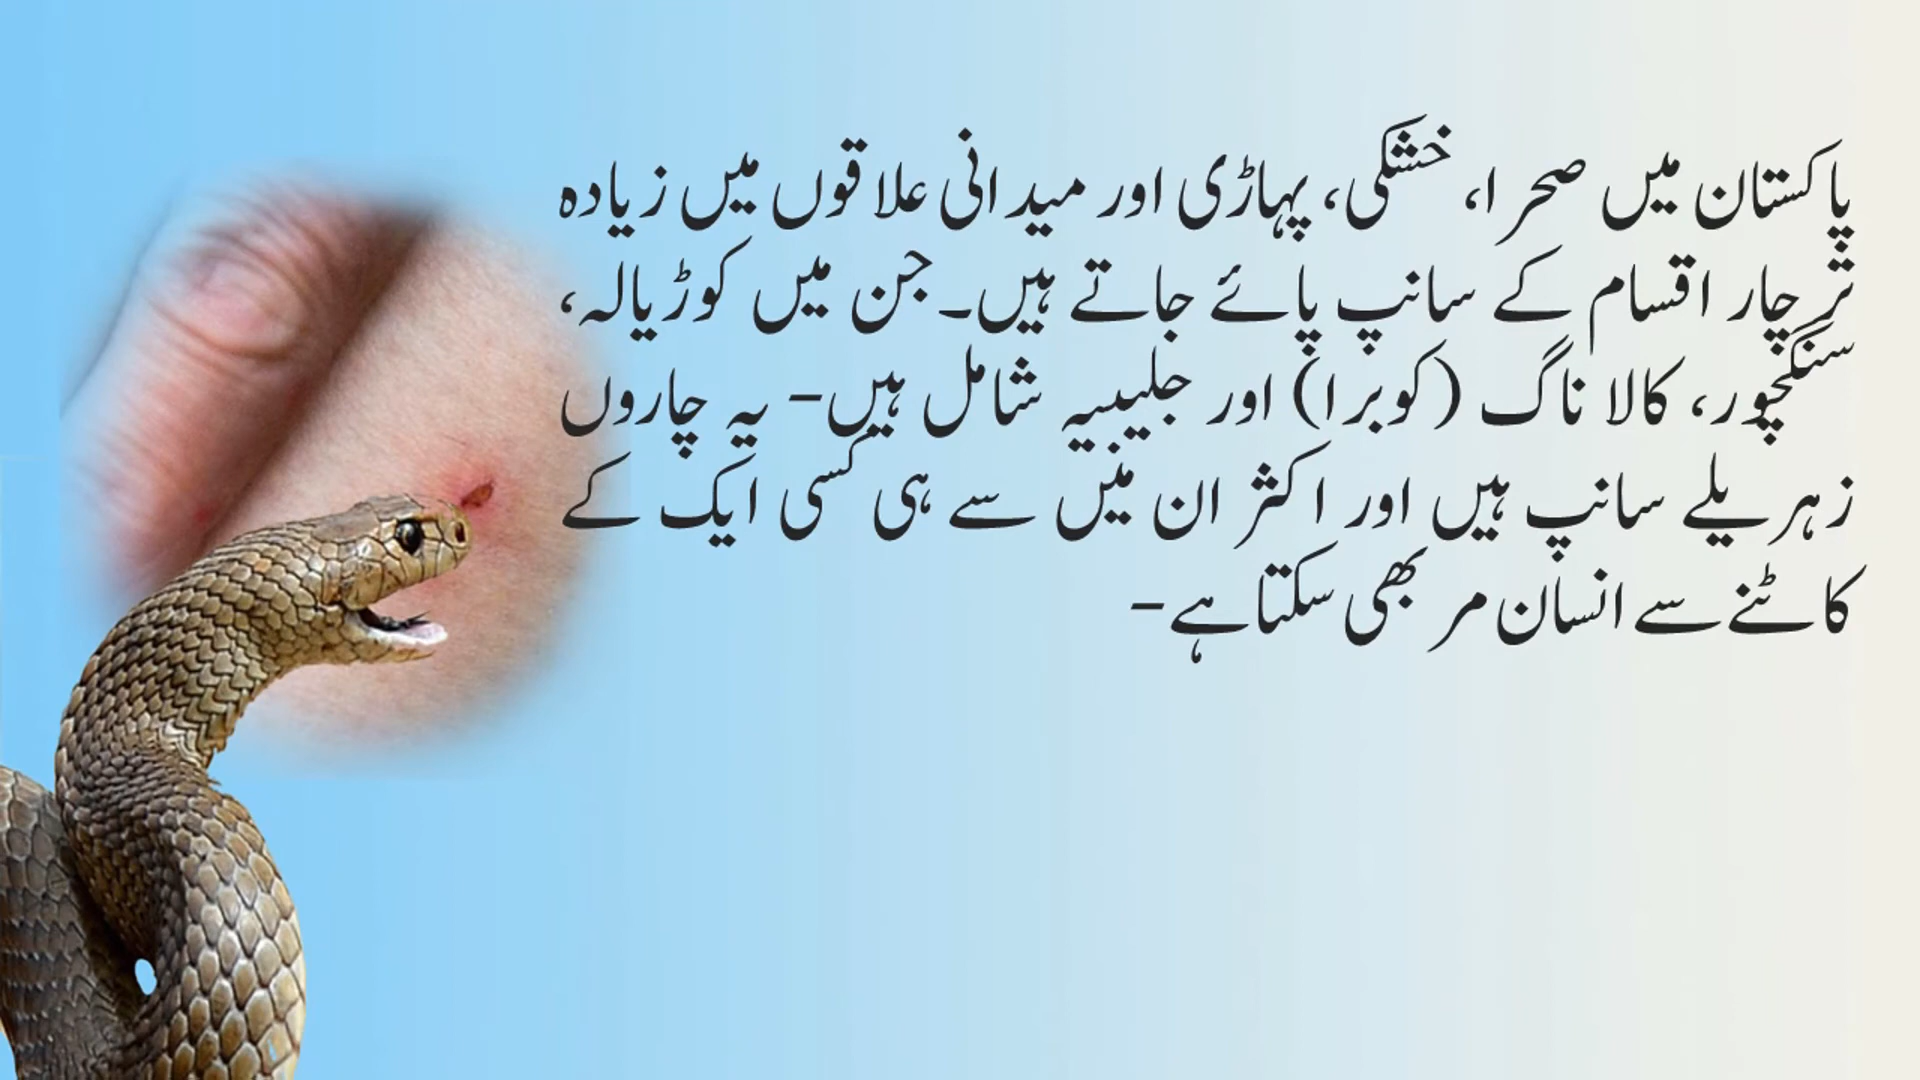 پاکستان میں صحرا، خشکی، پہاڑی اور میدانی علاقوں میں زیادہ
تر چار اقسام کے سانپ پائے جاتے ہیں۔ جن میں کوڑیالہ،
سنگچور، کالا ناگ (کوبرا) اور جلیبیہ شامل ہیں– یہ چاروں
زہریلے سانپ ہیں اور اکثر ان میں سے ہی کسی ایک کے
کاٹنے سے انسان مر بھی سکتا ہے–